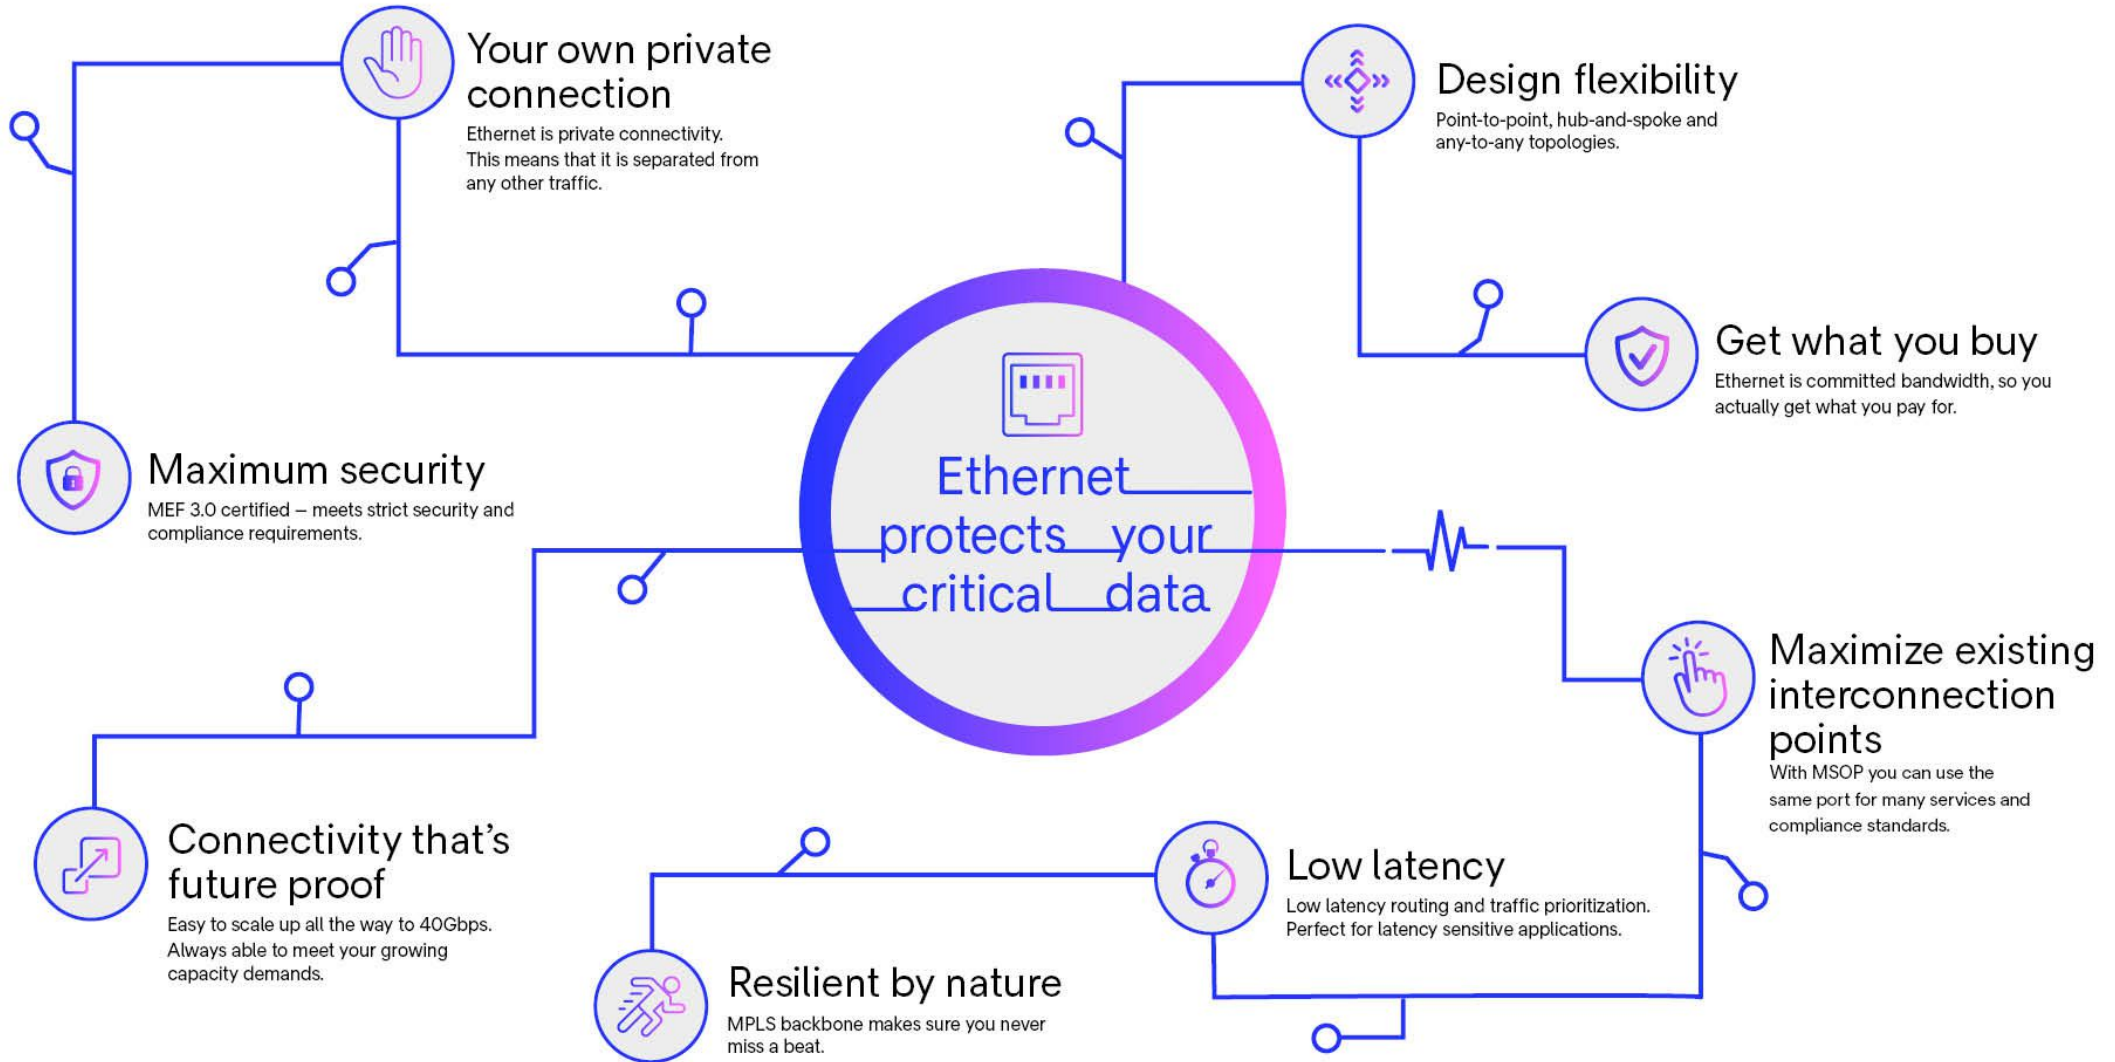 Your own private
connection
Ethernet is private connectivity.
This means that it is separated from
any other traffic.
Design flexibility
Point-to-point, hub-and-spoke and
any-to-any topologies.
Get what you buy
Ethernet is committed bandwidth, so you
actually get what you pay for.
Maximum security
MEF 3.0 certified – meets strict security and
compliance requirements.
Ethernet
protects your
critical data
Maximize existing
interconnection
points
With MSOP you can use the
same port for many services and
compliance standards.
Connectivity that's
future proof
Easy to scale up all the way to 40Gbps.
Always able to meet your growing
capacity demands.
Low latency
Low latency routing and traffic prioritization.
Perfect for latency sensitive applications.
Resilient by nature
MPLS backbone makes sure you never
miss a beat.